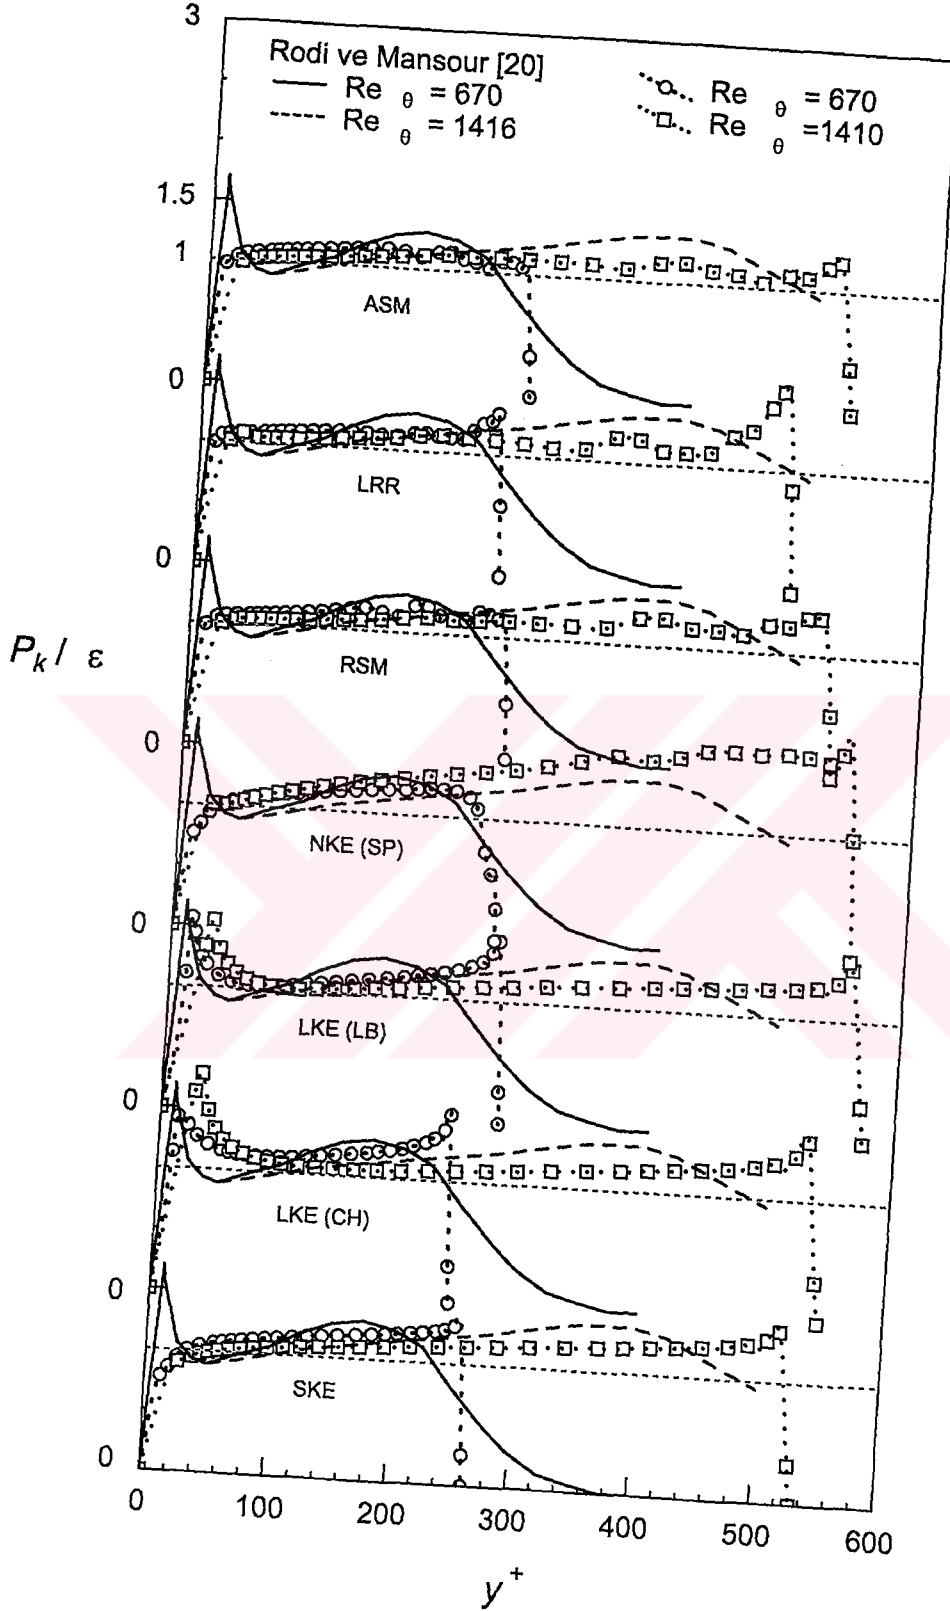 3
Rodi ve Mansour [20]
Re θ = 670
Re θ = 1416
Re θ = 670
Re θ =1410
1.5
1
ASM
0
LRR
0
RSM
P_k / ε
0
NKE (SP)
0
LKE (LB)
0
LKE (CH)
0
SKE
0
0 100 200 300 400 500 600
y+